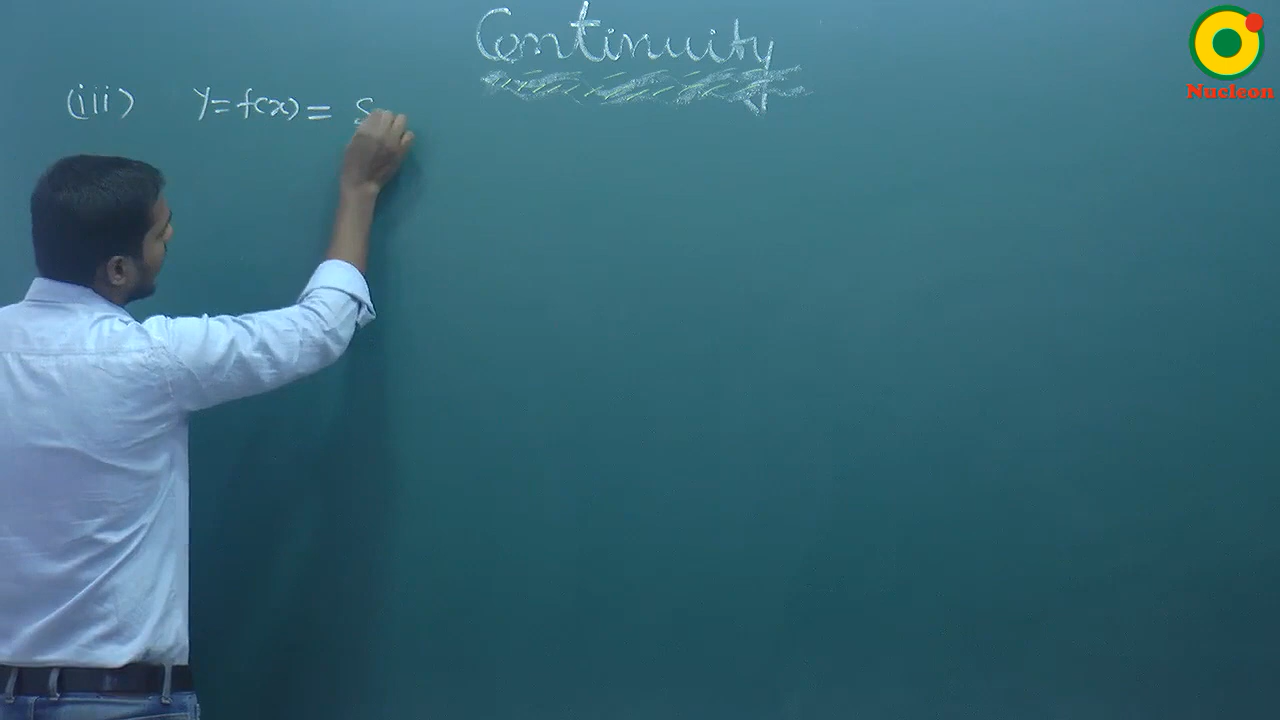 Continuity
Nucleon
(iii) y = f(x) = S